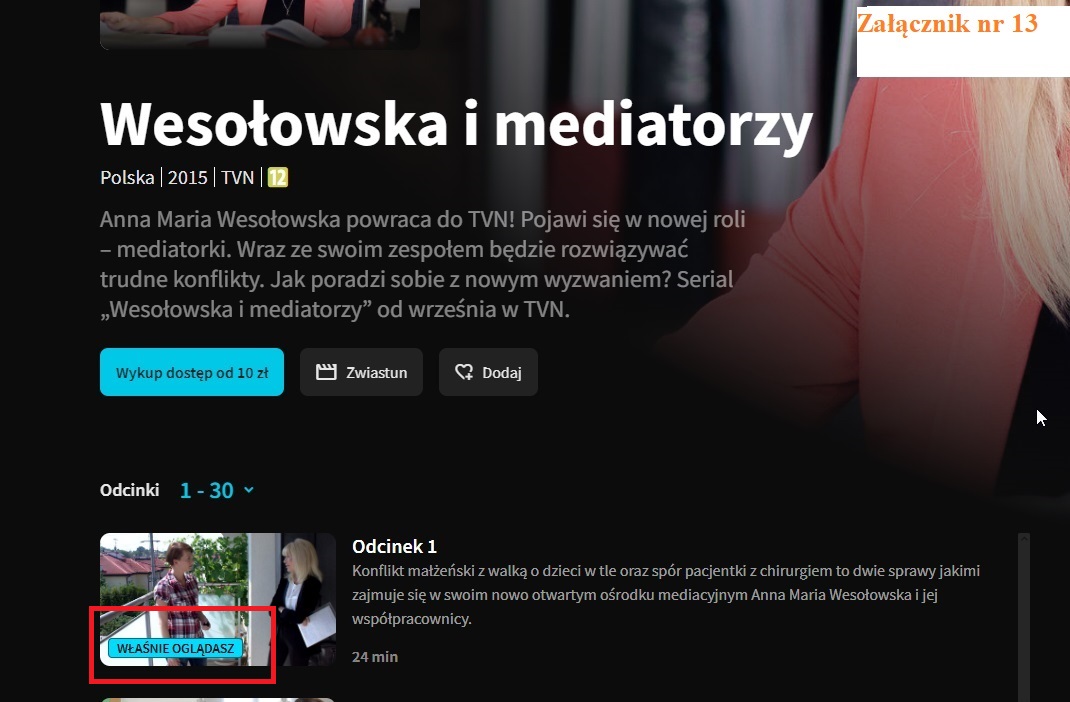 Załącznik nr 13
Wesołowska i mediatorzy
Polska | 2015 | TVN | 12
Anna Maria Wesołowska powraca do TVN! Pojawi się w nowej roli
– mediatorki. Wraz ze swoim zespołem będzie rozwiązywać
trudne konflikty. Jak poradzi sobie z nowym wyzwaniem? Serial
„Wesołowska i mediatorzy” od września w TVN.
Wykup dostęp od 10 zł
Zwiastun
Dodaj
Odcinki 1 - 30
Odcinek 1
Konflikt małżeński z walką o dzieci w tle oraz spór pacjentki z chirurgiem to dwie sprawy jakimi
zajmuje się w swoim nowo otwartym ośrodku mediacyjnym Anna Maria Wesołowska i jej
współpracownicy.
WŁAŚNIE OGLĄDASZ
24 min